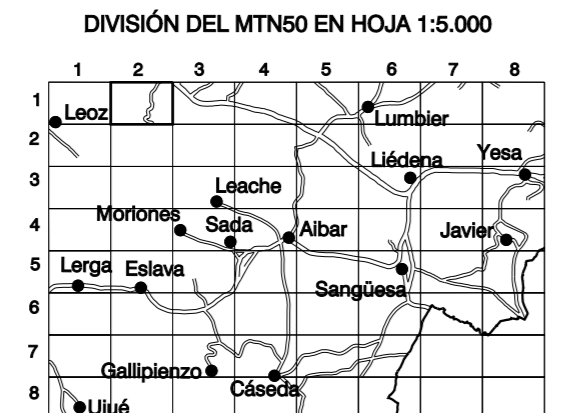 DIVISIÓN DEL MTN50 EN HOJA 1:5.000
1 2 3 4 5 6 7 8
1
Leoz
Lumbier
2
Liédena
Yesa
3
Leache
Moriones
4
Sada
Aibar
Javier
5
Lerga
Eslava
Sangüesa
6
7
Gallipienzo
Cáseda
8
Ujué